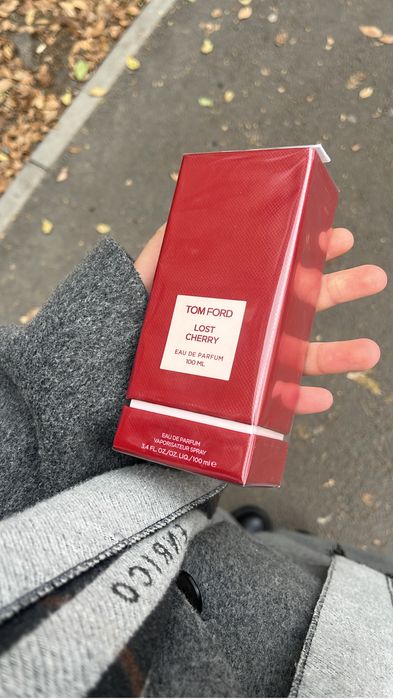 TOM FORD
LOST
CHERRY
EAU DE PARFUM
100 ML
EAU DE PARFUM
VAPORISATEUR SPRAY
3,4 FL. OZ/OZ. LIQ./100 ml e